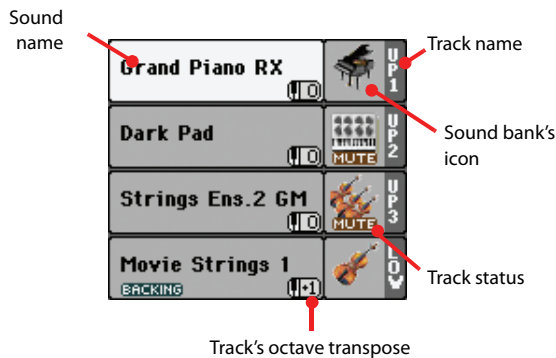 Sound
name
Track name
Grand Piano RX
0
UP1
Sound bank's
icon
Dark Pad
0
MUTE
UP2
Strings Ens.2 GM
0
MUTE
UP3
Movie Strings 1
BACKING
+1
LOW
Track status
Track's octave transpose